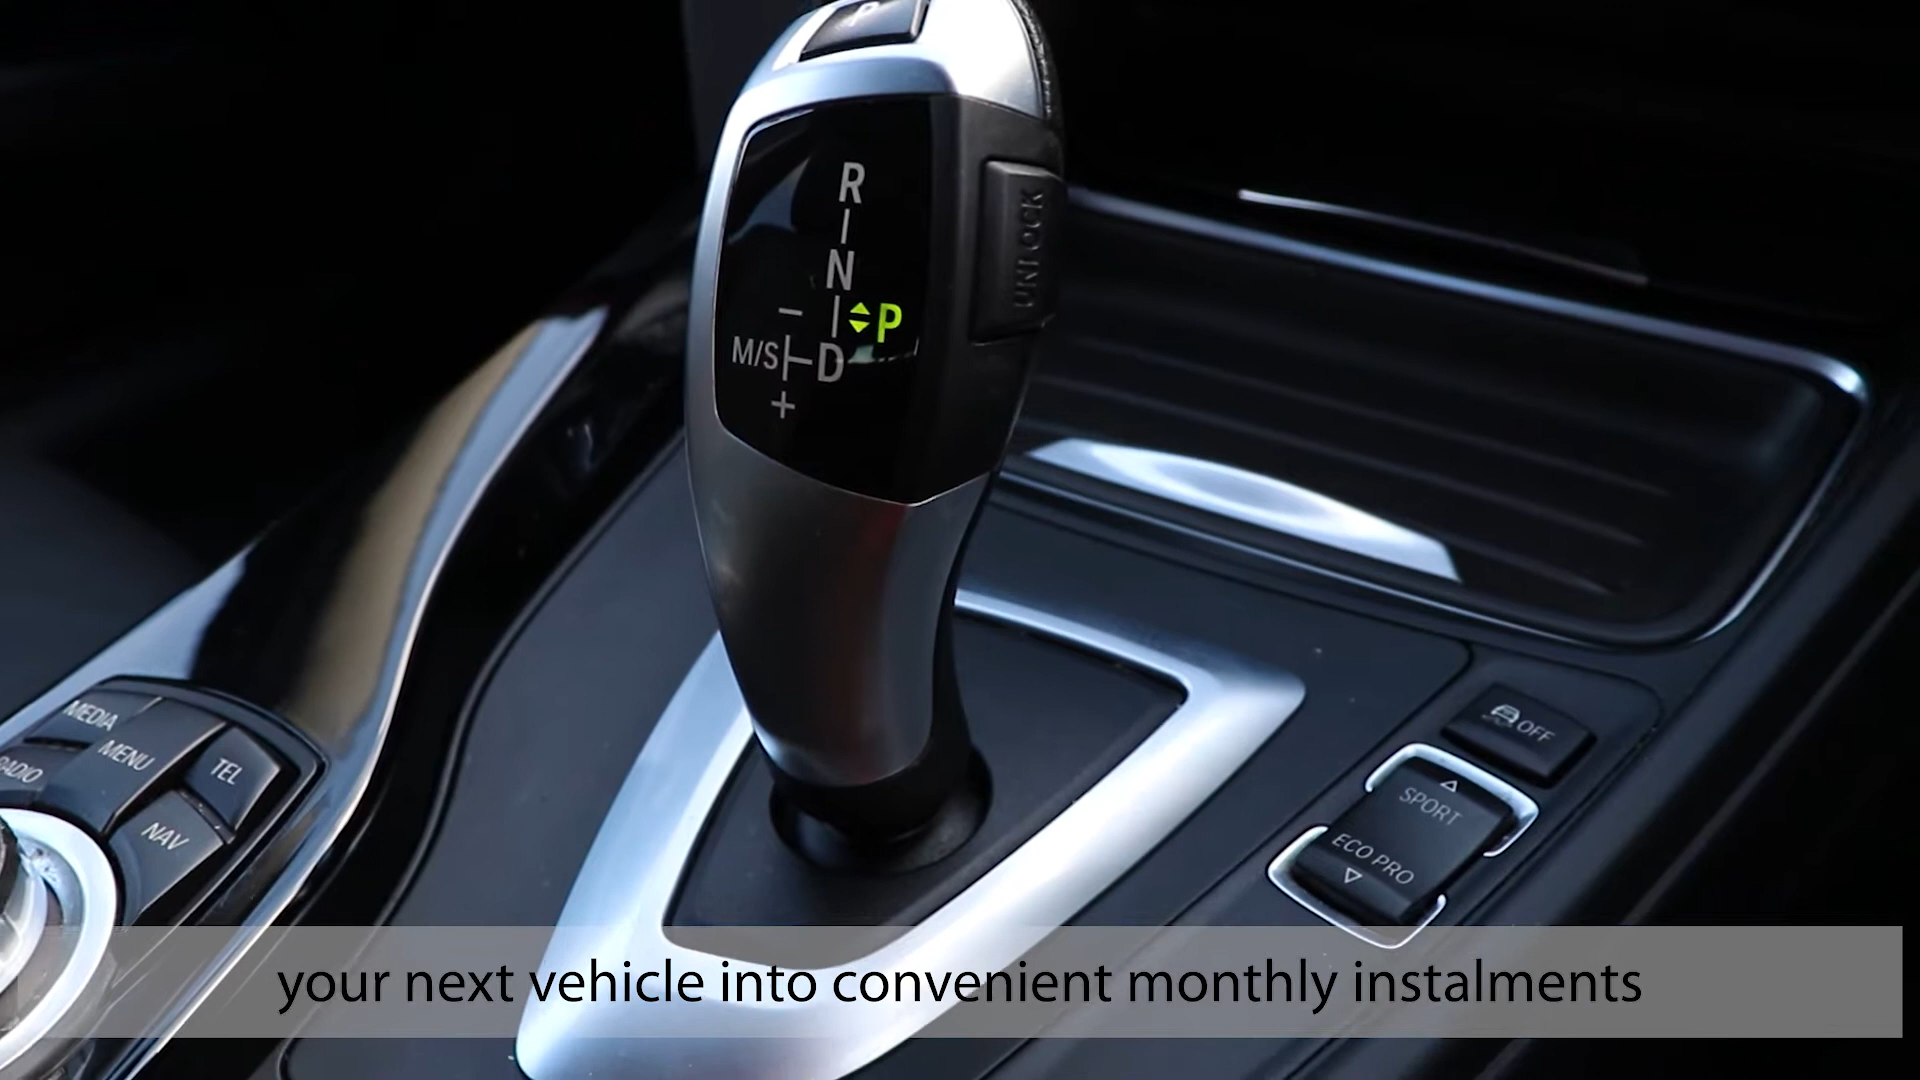 P
R
N
P
M/S D
–
+
UNLOCK
MEDIA
MENU
TEL
RADIO
NAV
OFF
SPORT
ECO PRO
your next vehicle into convenient monthly instalments